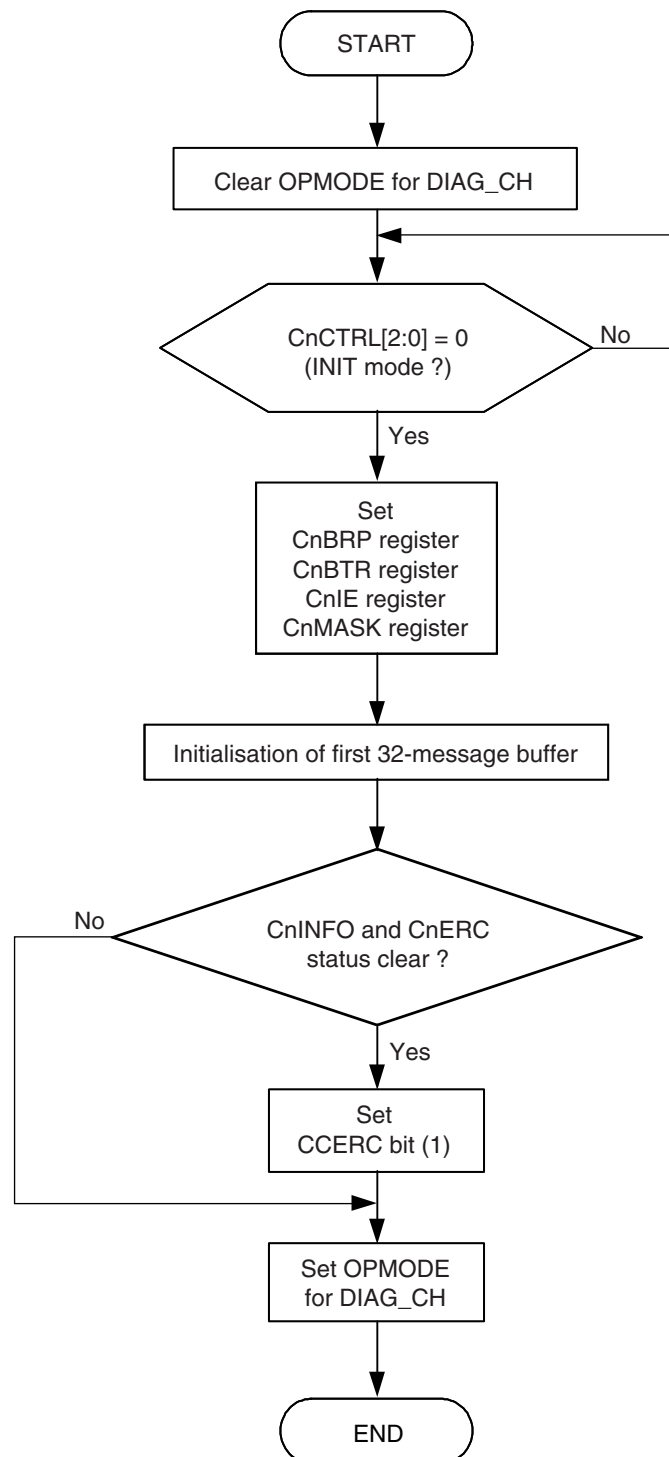 START
Clear OPMODE for DIAG_CH
CnCTRL[2:0] = 0
(INIT mode ?)
No
Yes
Set
CnBRP register
CnBTR register
CnIE register
CnMASK register
Initialisation of first 32-message buffer
No
CnINFO and CnERC
status clear ?
Yes
Set
CCERC bit (1)
Set OPMODE
for DIAG_CH
END